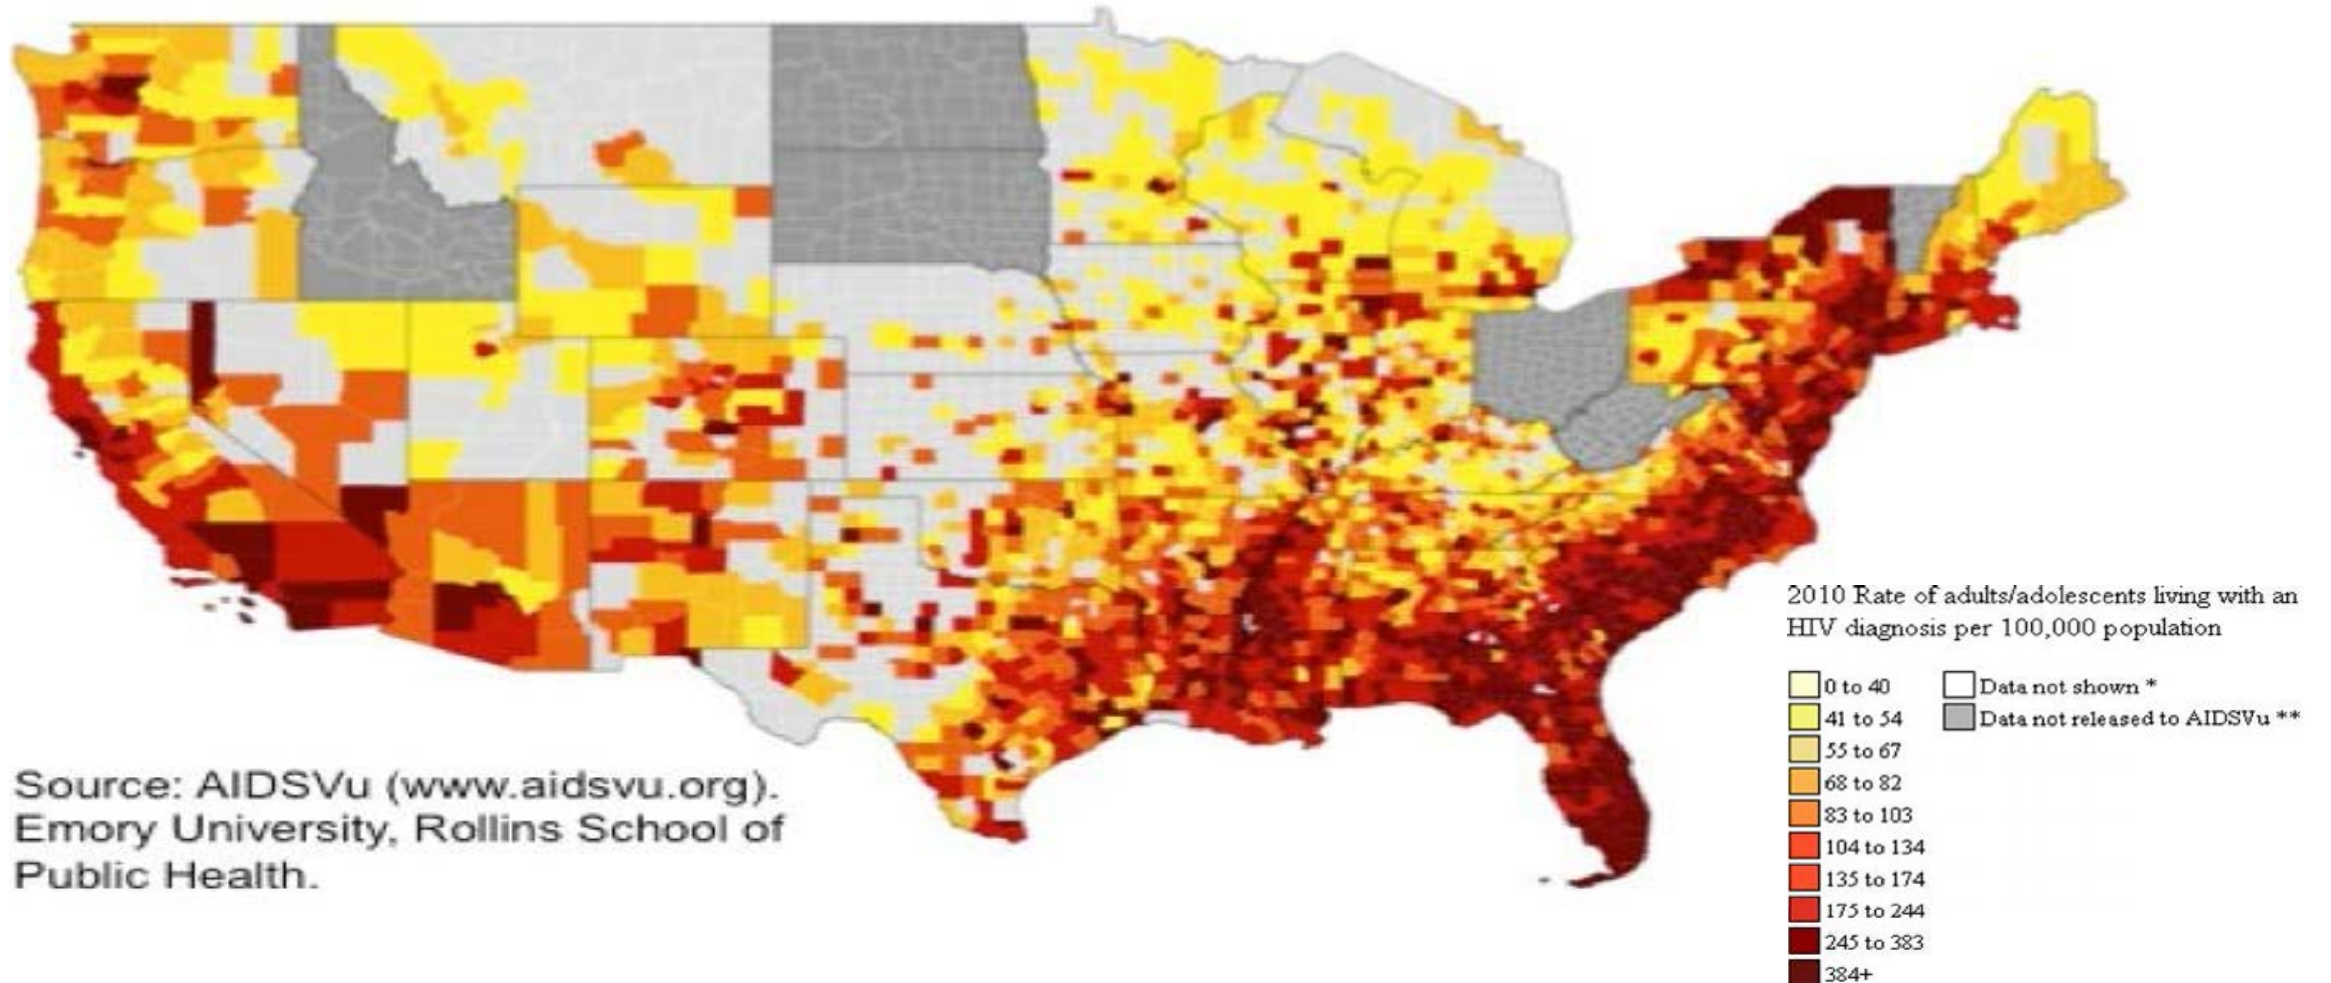 2010 Rate of adults/adolescents living with an
HIV diagnosis per 100,000 population
0 to 40
41 to 54
55 to 67
68 to 82
83 to 103
104 to 134
135 to 174
175 to 244
245 to 383
384+
Data not shown *
Data not released to AIDSVu **
Source: AIDSVu (www.aidsvu.org).
Emory University, Rollins School of
Public Health.